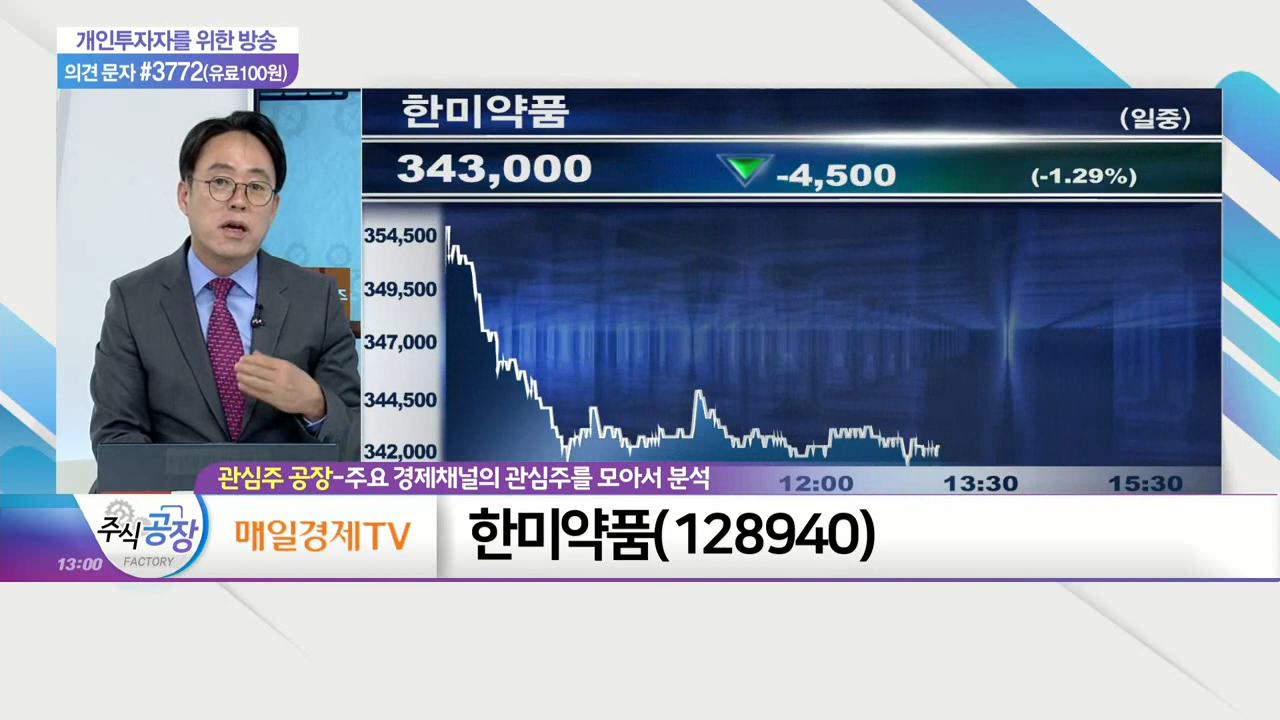 개인투자자를 위한 방송
의견 문자 #3772(유료100원)
한미약품
(일중)
343,000 ▼ -4,500 (-1.29%)
354,500
349,500
347,000
344,500
342,000
12:00 13:30 15:30
관심주 공장-주요 경제채널의 관심주를 모아서 분석
주식공장
FACTORY
13:00
매일경제TV
한미약품(128940)